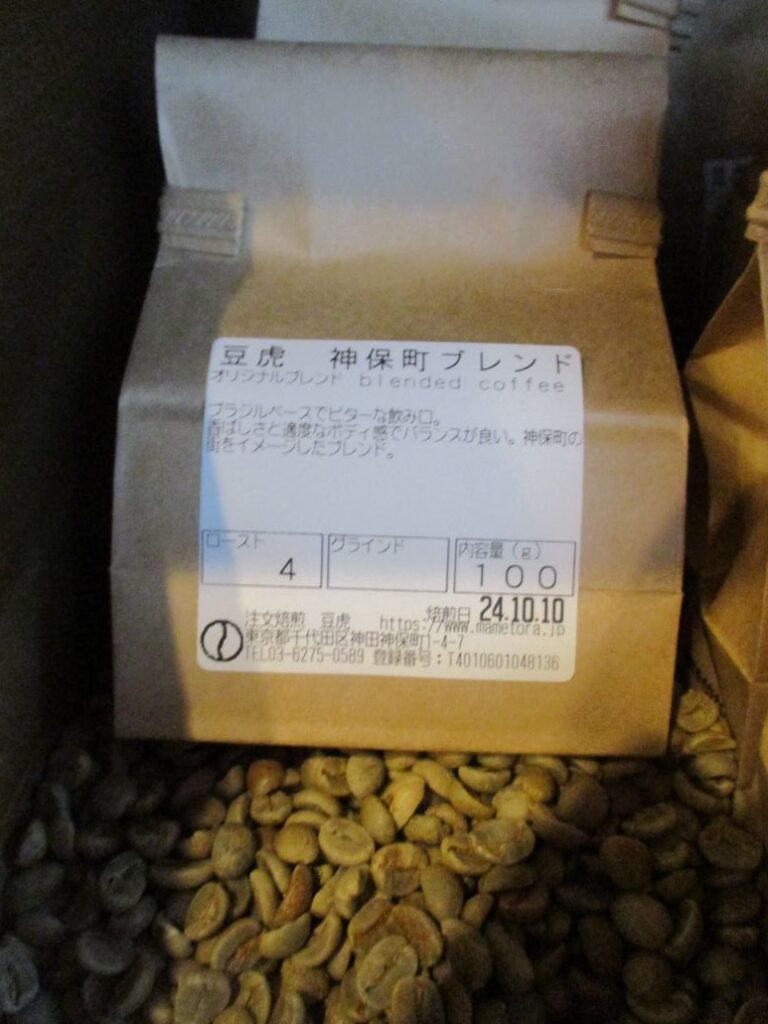 豆虎　神保町ブレンド
オリジナルブレンド blended coffee
ブラジルベースでビターな飲み口。
香ばしさと適度なボディ感でバランスが良い。神保町の
街をイメージしたブレンド。
ロースト グラインド 内容量(g)
4 100
焙煎日 24.10.10
注文焙煎　豆虎　https://www.mametora.jp
東京都千代田区神田神保町1-4-7
TEL03-6275-0589 登録番号:T4010601048136